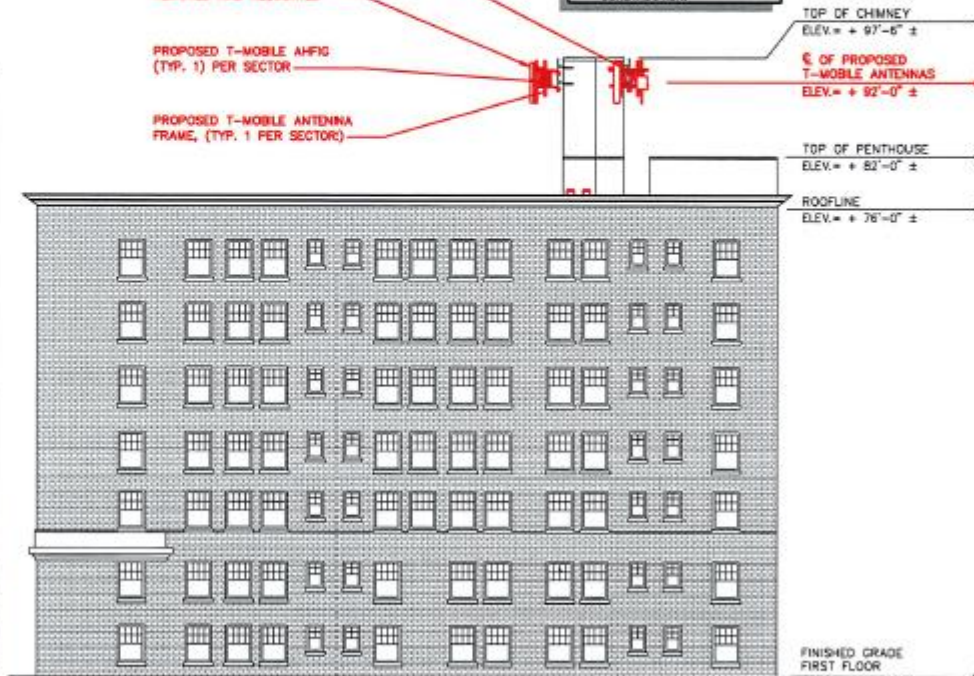 PROPOSED T-MOBILE AHFIG
(TYP. 1) PER SECTOR
PROPOSED T-MOBILE ANTENNA
FRAME, (TYP. 1 PER SECTOR)
TOP OF CHIMNEY
ELEV.= + 97'-6" ±
℄ OF PROPOSED
T-MOBILE ANTENNAS
ELEV.= + 92'-0" ±
TOP OF PENTHOUSE
ELEV.= + 82'-0" ±
ROOFLINE
ELEV.= + 76'-0" ±
FINISHED GRADE
FIRST FLOOR